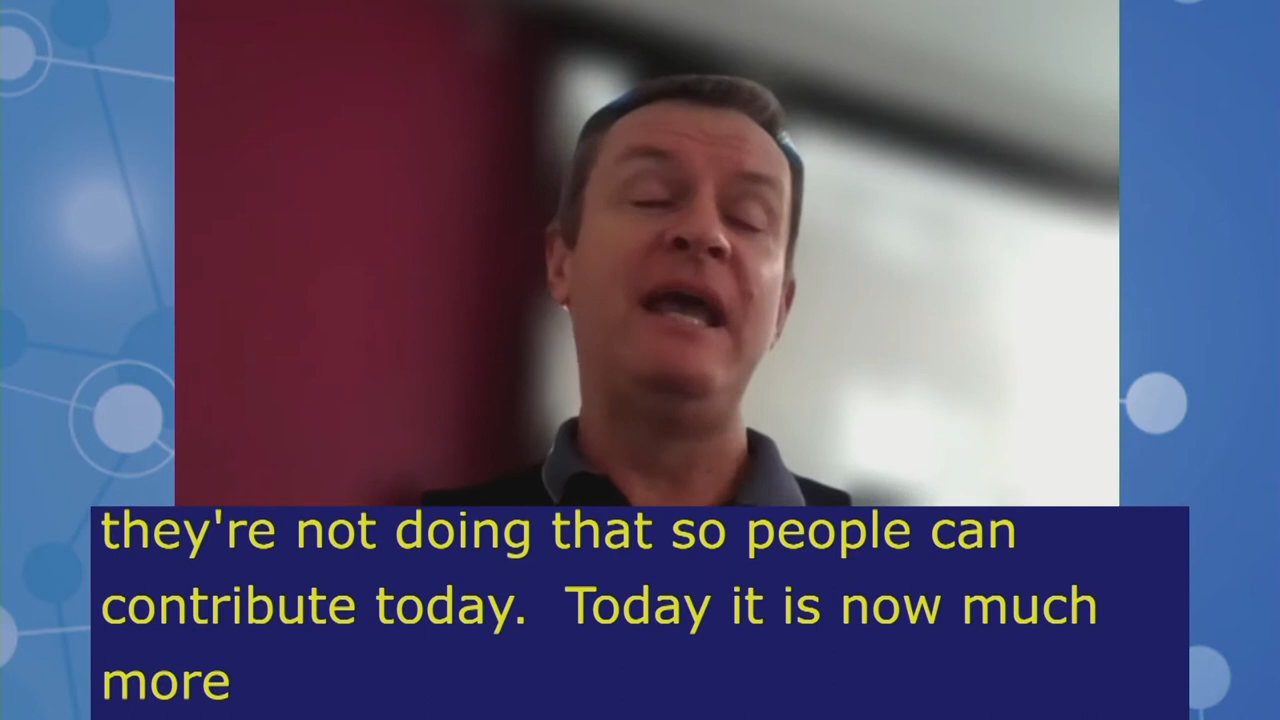 they're not doing that so people can
contribute today.  Today it is now much
more